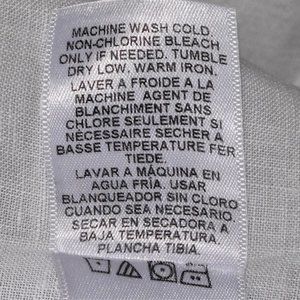 MACHINE WASH COLD
NON-CHLORINE BLEACH
ONLY IF NEEDED. TUMBLE
DRY LOW, WARM IRON.
LAVER A FROIDE A LA
MACHINE AGENT DE
BLANCHIMENT SANS
CHLORE SEULEMENT SI
NÉCESSAIRE SECHER A
BASSE TEMPERATURE FER
TIEDE.
LAVAR A MÁQUINA EN
AGUA FRÍA. USAR
BLANQUEADOR SIN CLORO
CUANDO SEA NECESARIO.
SECAR EN SECADORA A
BAJA TEMPERATURA.
PLANCHA TIBIA.